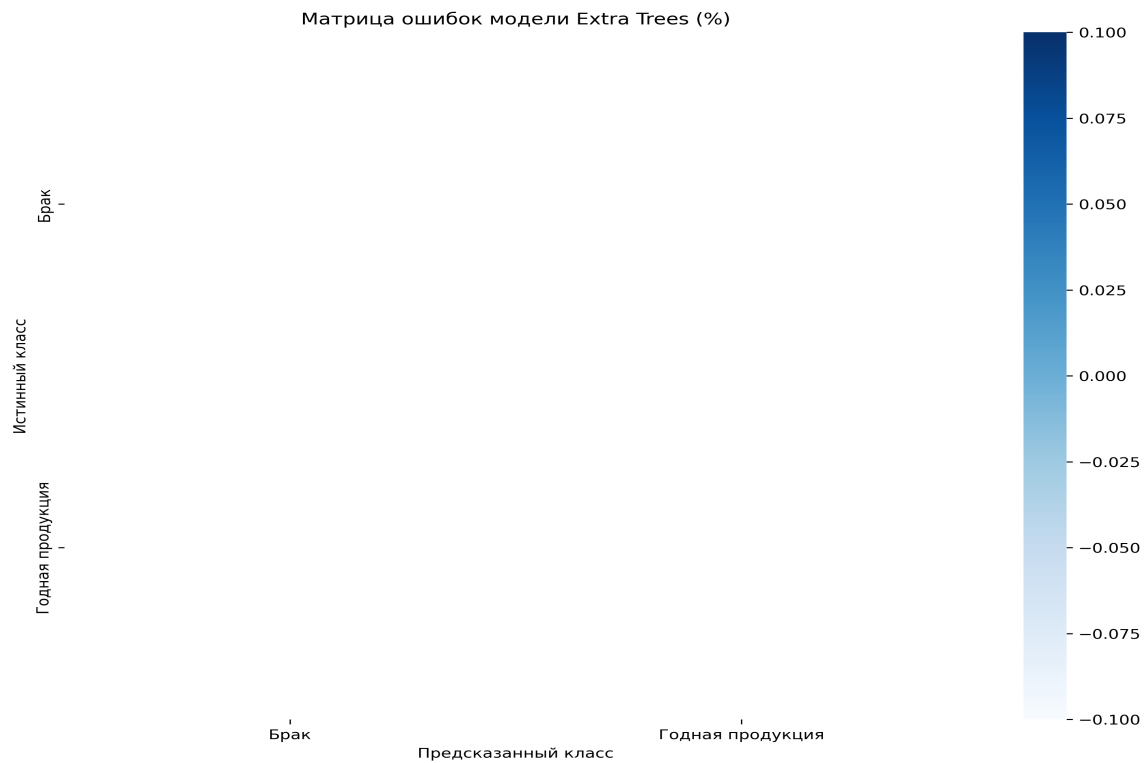 Матрица ошибок модели Extra Trees (%)
Истинный класс
Брак
Годная продукция
Брак
Годная продукция
Предсказанный класс
0.100
0.075
0.050
0.025
0.000
−0.025
−0.050
−0.075
−0.100